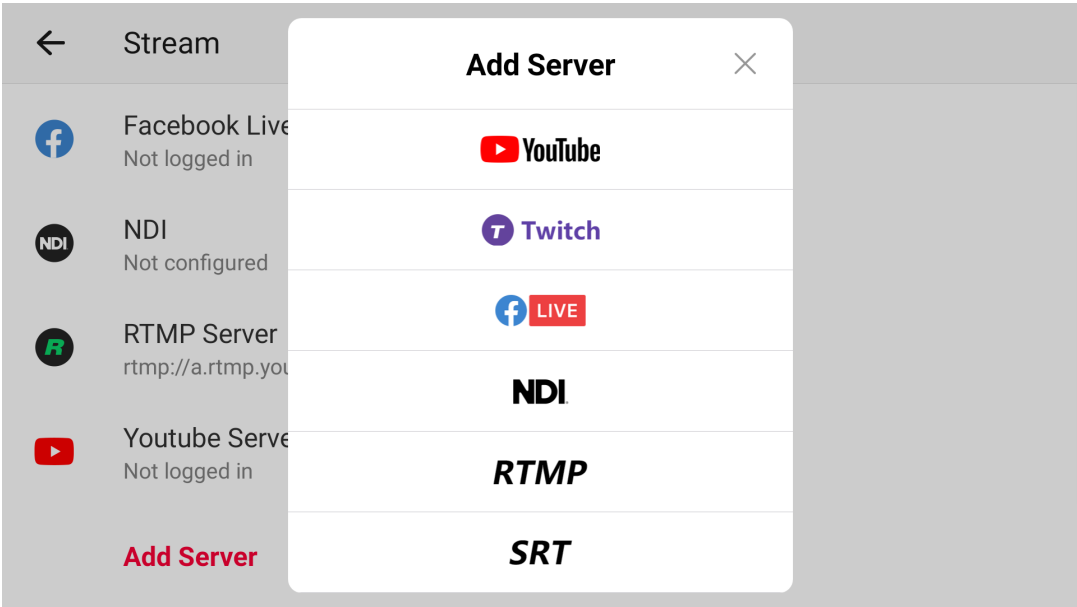 Stream
Facebook Live
Not logged in
NDI
NDI
Not configured
R
RTMP Server
rtmp://a.rtmp.you
Youtube Serve
Not logged in
Add Server
Add Server
YouTube
T Twitch
f LIVE
NDI
RTMP
SRT